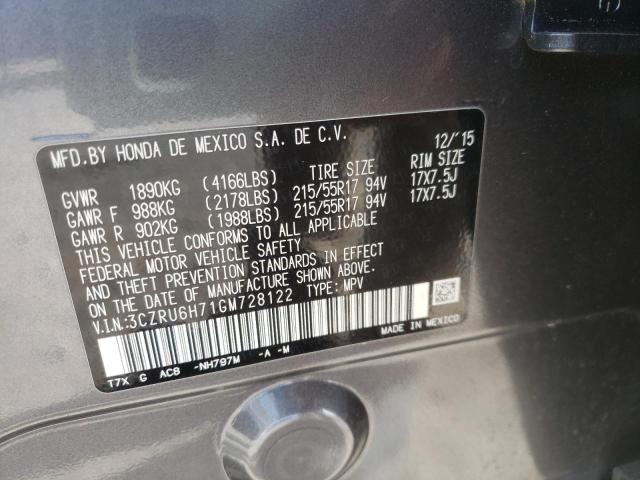 MFD.BY HONDA DE MEXICO S.A. DE C.V. 12/'15
TIRE SIZE RIM SIZE
GVWR 1890KG (4166LBS)
GAWR F 988KG (2178LBS) 215/55R17 94V 17X7.5J
GAWR R 902KG (1988LBS) 215/55R17 94V 17X7.5J
THIS VEHICLE CONFORMS TO ALL APPLICABLE
FEDERAL MOTOR VEHICLE SAFETY
AND THEFT PREVENTION STANDARDS IN EFFECT
ON THE DATE OF MANUFACTURE SHOWN ABOVE.
V.I.N.:3CZRU6H71GM728122 TYPE: MPV
T7X G AC8 -NH797M -A -M
MADE IN MEXICO